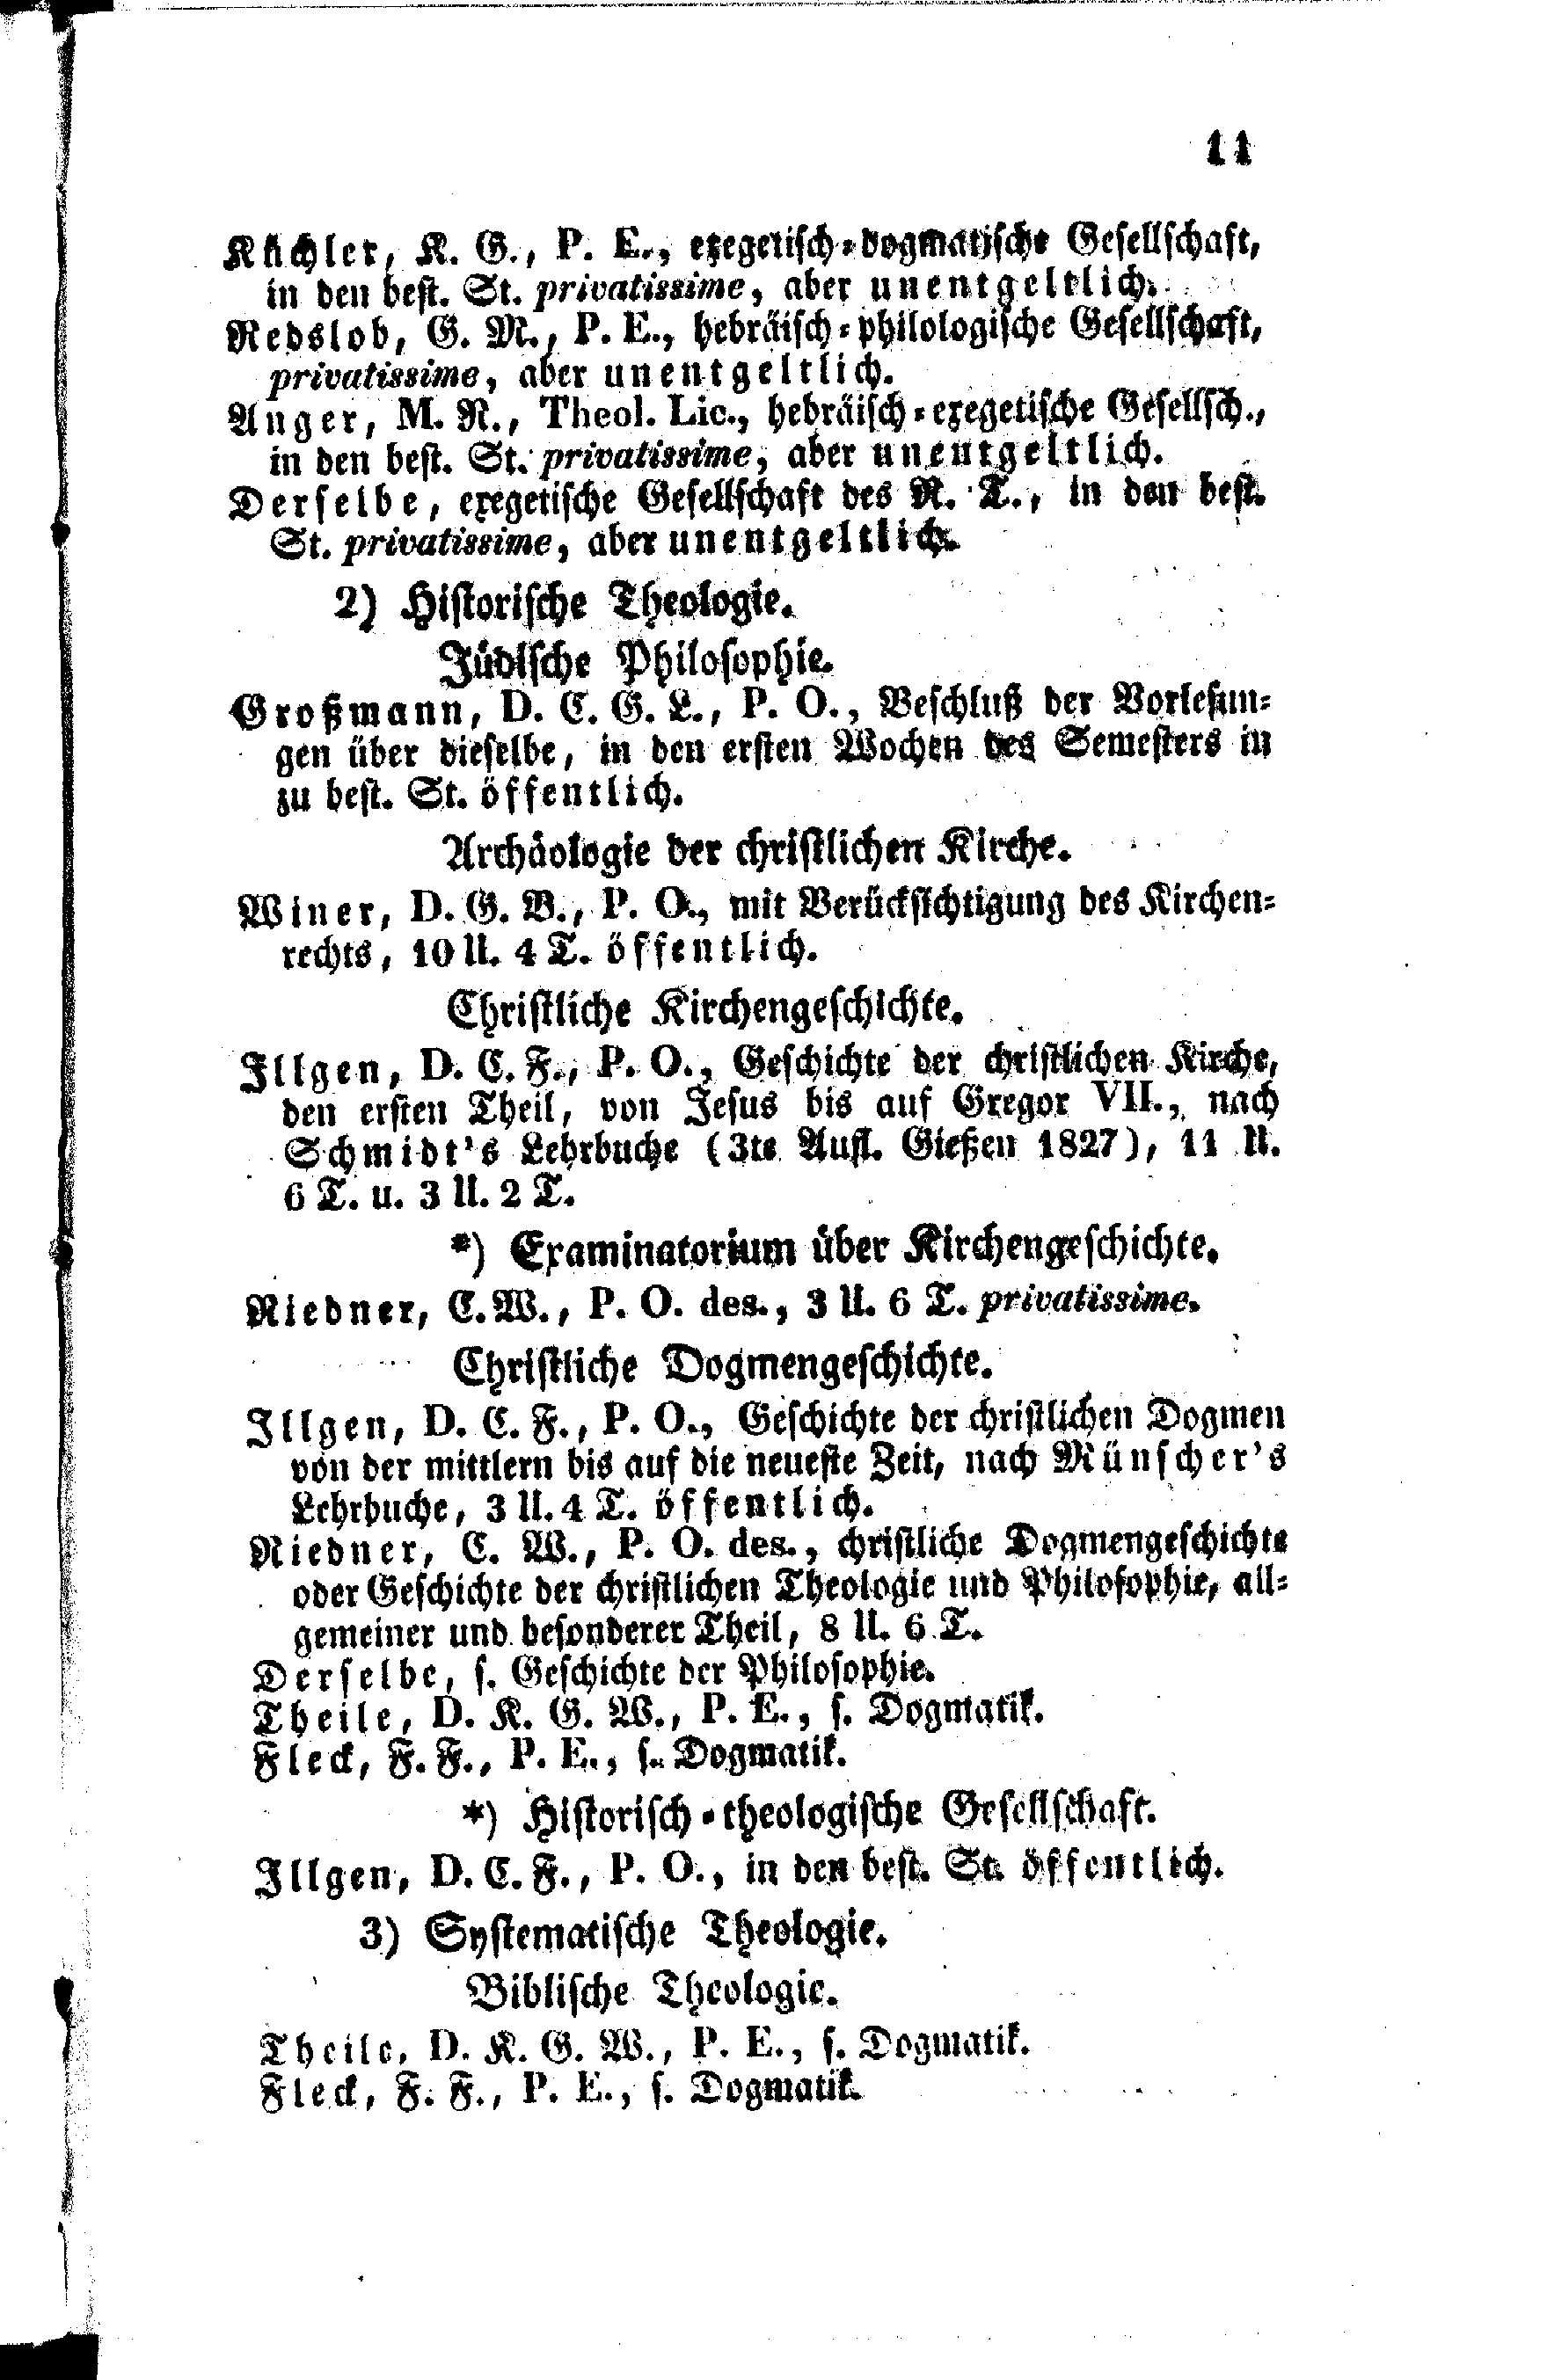 11
Küchler, K. G., P. E., exegetisch-dogmatische Gesellschaft,
in den best. St. privatissime, aber unentgeltlich.
Redslob, G. M., P. E., hebräisch-philologische Gesellschaft,
privatissime, aber unentgeltlich.
Anger, M. R., Theol. Lic., hebräisch-exegetische Gesellsch.,
in den best. St. privatissime, aber unentgeltlich.
Derselbe, exegetische Gesellschaft des N. T., in den best.
St. privatissime, aber unentgeltlich.
2) Historische Theologie.
Jüdische Philosophie.
Großmann, D. C. G. L., P. O., Beschluß der Vorlesun-
gen über dieselbe, in den ersten Wochen des Semesters in
zu best. St. öffentlich.
Archäologie der christlichen Kirche.
Winer, D. G. B., P. O., mit Berücksichtigung des Kirchen-
rechts, 10 U. 4 T. öffentlich.
Christliche Kirchengeschichte.
Illgen, D. C. F., P. O., Geschichte der christlichen Kirche,
den ersten Theil, von Jesus bis auf Gregor VII., nach
Schmidt's Lehrbuche (3te Aufl. Gießen 1827), 11 U.
6 T. u. 3 U. 2 T.
*) Examinatorium über Kirchengeschichte.
Niedner, C. W., P. O. des., 3 U. 6 T. privatissime.
Christliche Dogmengeschichte.
Illgen, D. C. F., P. O., Geschichte der christlichen Dogmen
von der mittlern bis auf die neueste Zeit, nach Münscher's
Lehrbuche, 3 U. 4 T. öffentlich.
Niedner, C. W., P. O. des., christliche Dogmengeschichte
oder Geschichte der christlichen Theologie und Philosophie, all-
gemeiner und besonderer Theil, 8 U. 6 T.
Derselbe, s. Geschichte der Philosophie.
Theile, D. K. G. W., P. E., s. Dogmatik.
Fleck, F. F., P. E., s. Dogmatik.
*) Historisch-theologische Gesellschaft.
Illgen, D. C. F., P. O., in den best. St. öffentlich.
3) Systematische Theologie.
Biblische Theologie.
Theile, D. K. G. W., P. E., s. Dogmatik.
Fleck, F. F., P. E., s. Dogmatik.